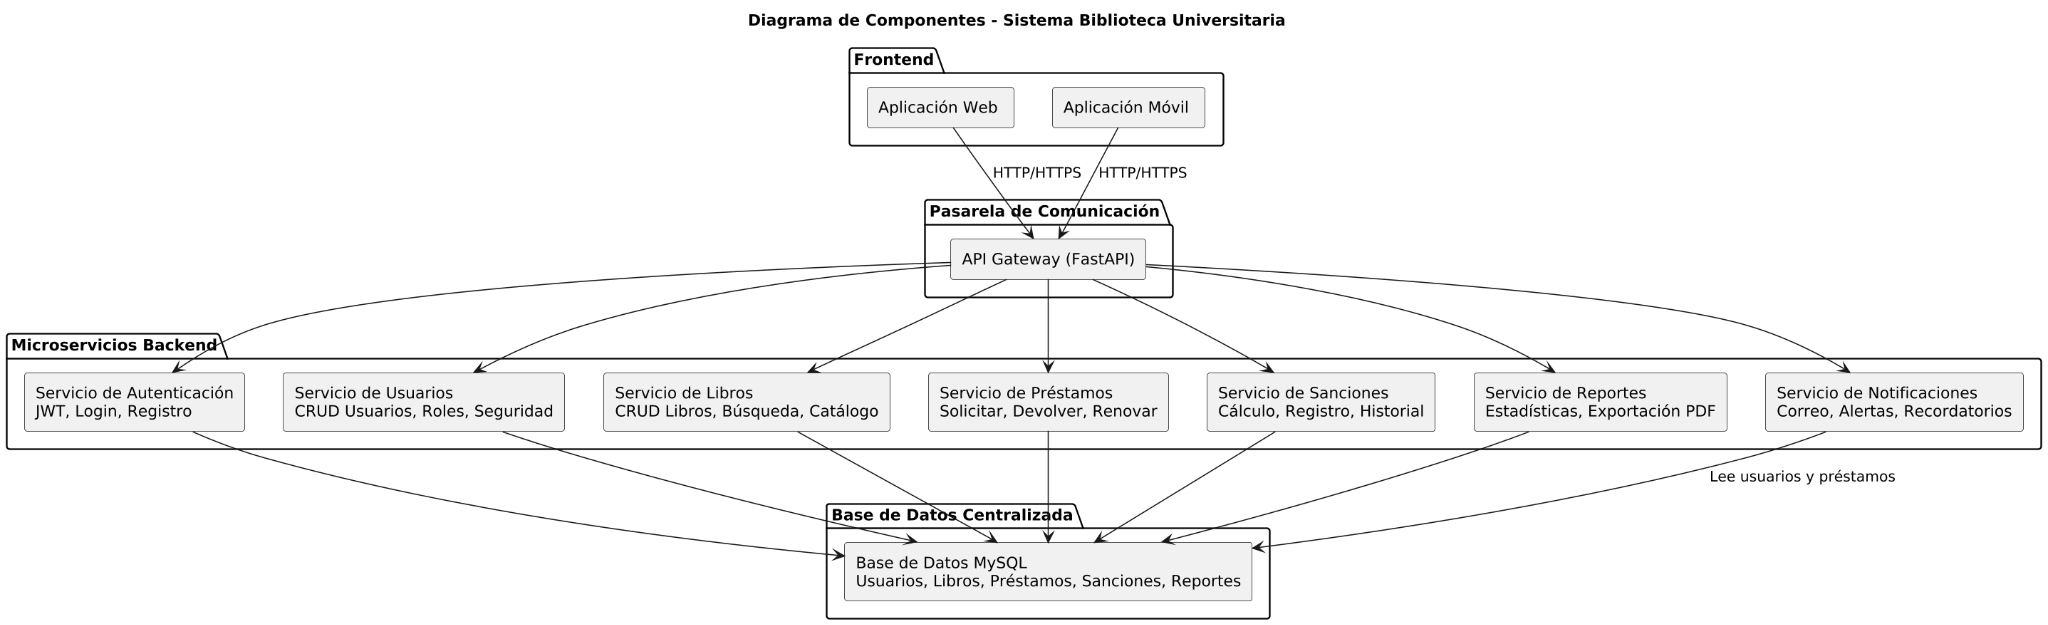 Diagrama de Componentes - Sistema Biblioteca Universitaria
Frontend
Aplicación Web
Aplicación Móvil
HTTP/HTTPS
HTTP/HTTPS
Pasarela de Comunicación
API Gateway (FastAPI)
Microservicios Backend
Servicio de Autenticación
JWT, Login, Registro
Servicio de Usuarios
CRUD Usuarios, Roles, Seguridad
Servicio de Libros
CRUD Libros, Búsqueda, Catálogo
Servicio de Préstamos
Solicitar, Devolver, Renovar
Servicio de Sanciones
Cálculo, Registro, Historial
Servicio de Reportes
Estadísticas, Exportación PDF
Servicio de Notificaciones
Correo, Alertas, Recordatorios
Lee usuarios y préstamos
Base de Datos Centralizada
Base de Datos MySQL
Usuarios, Libros, Préstamos, Sanciones, Reportes